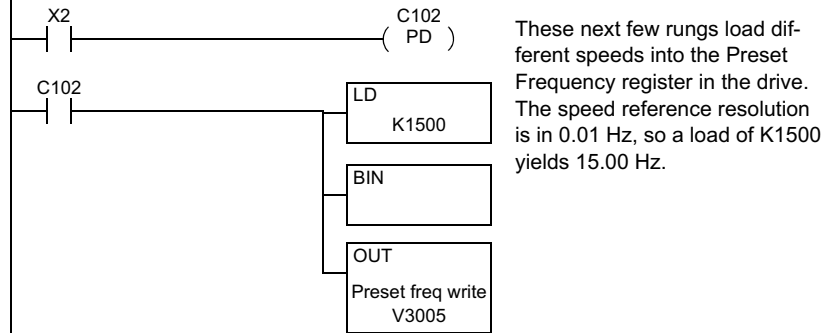 X2
C102
PD
These next few rungs load dif-
ferent speeds into the Preset
Frequency register in the drive.
The speed reference resolution
is in 0.01 Hz, so a load of K1500
yields 15.00 Hz.
C102
LD
K1500
BIN
OUT
Preset freq write
V3005